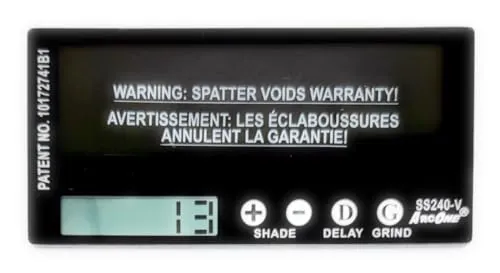 PATENT NO. 10172741B1
WARNING: SPATTER VOIDS WARRANTY!
AVERTISSEMENT: LES ÉCLABOUSSURES
ANNULENT LA GARANTIE!
13
+ -
SHADE
D
DELAY
G
GRIND
SS240-V
ARCONE®